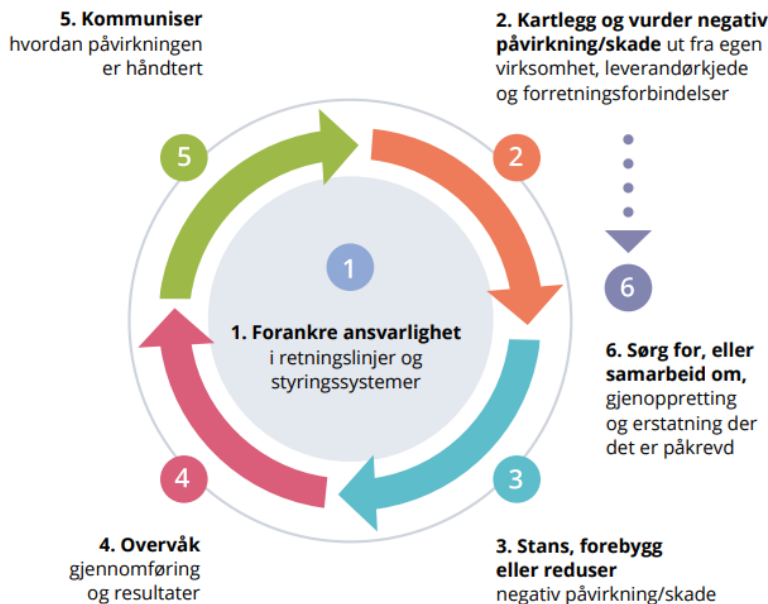 5. Kommuniser
hvordan påvirkningen
er håndtert
2. Kartlegg og vurder negativ
påvirkning/skade ut fra egen
virksomhet, leverandørkjede
og forretningsforbindelser
5
2
1
6
1. Forankre ansvarlighet
i retningslinjer og
styringssystemer
6. Sørg for, eller
samarbeid om,
gjenoppretting
og erstatning der
det er påkrevd
4
3
4. Overvåk
gjennomføring
og resultater
3. Stans, forebygg
eller reduser
negativ påvirkning/skade